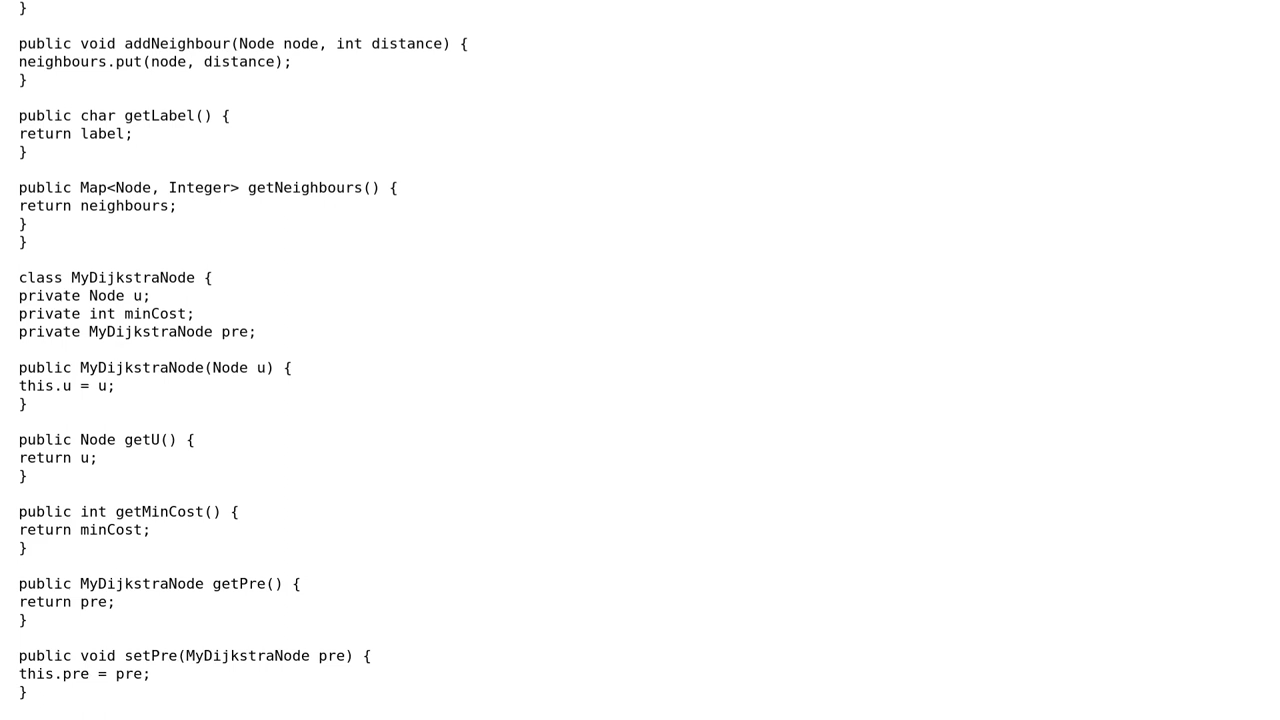 }
public void addNeighbour(Node node, int distance) {
neighbours.put(node, distance);
}
public char getLabel() {
return label;
}
public Map<Node, Integer> getNeighbours() {
return neighbours;
}
}
class MyDijkstraNode {
private Node u;
private int minCost;
private MyDijkstraNode pre;
public MyDijkstraNode(Node u) {
this.u = u;
}
public Node getU() {
return u;
}
public int getMinCost() {
return minCost;
}
public MyDijkstraNode getPre() {
return pre;
}
public void setPre(MyDijkstraNode pre) {
this.pre = pre;
}